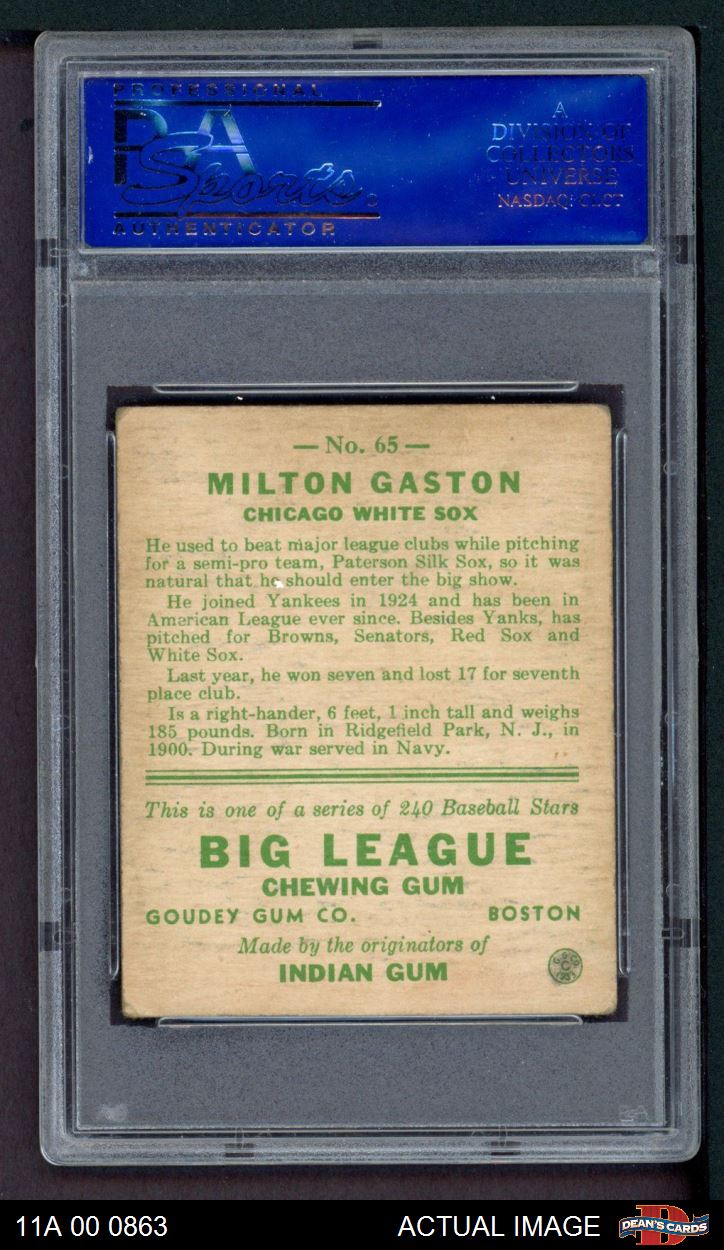 PROFESSIONAL
PSA
Sports
AUTHENTICATOR
A
DIVISION OF
COLLECTORS
UNIVERSE
NASDAQ: CLCT
— No. 65 —
MILTON GASTON
CHICAGO WHITE SOX
He used to beat major league clubs while pitching
for a semi-pro team, Paterson Silk Sox, so it was
natural that he should enter the big show.
He joined Yankees in 1924 and has been in
American League ever since. Besides Yanks, has
pitched for Browns, Senators, Red Sox and
White Sox.
Last year, he won seven and lost 17 for seventh
place club.
Is a right-hander, 6 feet, 1 inch tall and weighs
185 pounds. Born in Ridgefield Park, N. J., in
1900. During war served in Navy.
This is one of a series of 240 Baseball Stars
BIG LEAGUE
CHEWING GUM
GOUDEY GUM CO. BOSTON
Made by the originators of
INDIAN GUM
11A 00 0863 ACTUAL IMAGE
DEAN'S CARDS